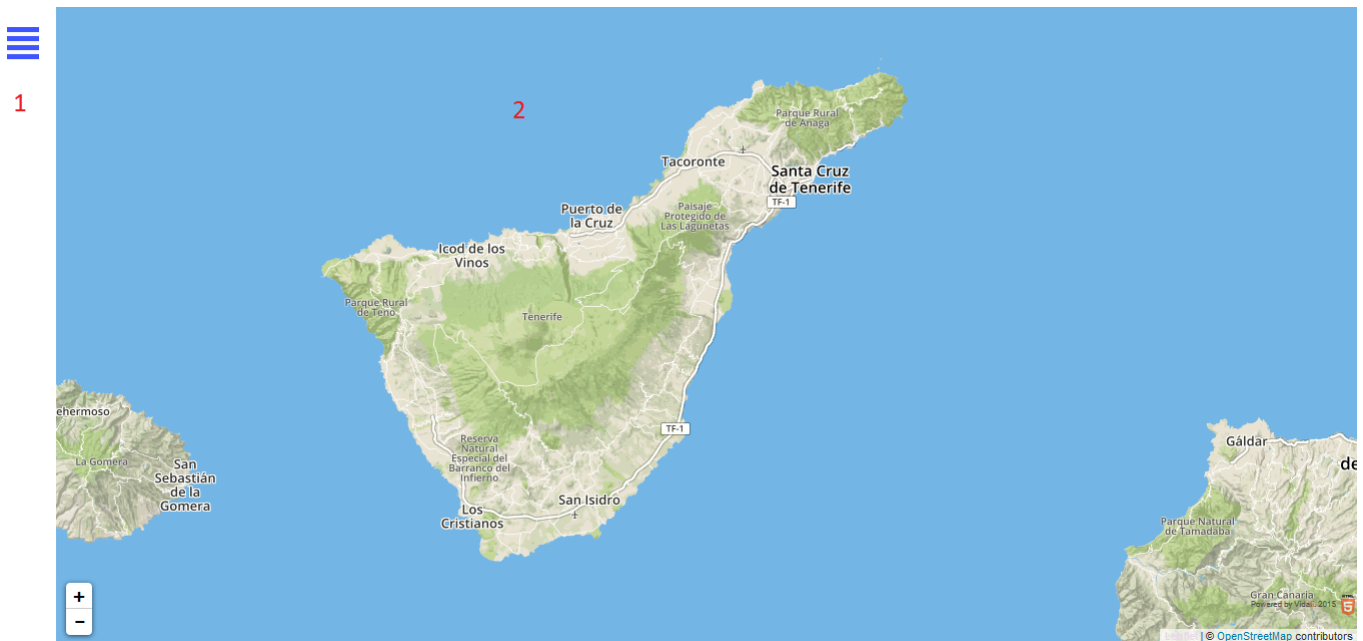 1
2
Parque Rural
de Anaga
Tacoronte
Santa Cruz
de Tenerife
TF-1
Puerto de
la Cruz
Paisaje
Protegido de
Las Lagunetas
Icod de los
Vinos
Parque Rural
de Teno
Tenerife
TF-1
ehermoso
La Gomera
San
Sebastián
de la
Gomera
Reserva
Natural
Especial del
Barranco del
Infierno
San Isidro
Los
Cristianos
Gáldar
de
Parque Natural
de Tamadaba
Gran Canaria
2015
HTML
5
+
−
| © OpenStreetMap contributors